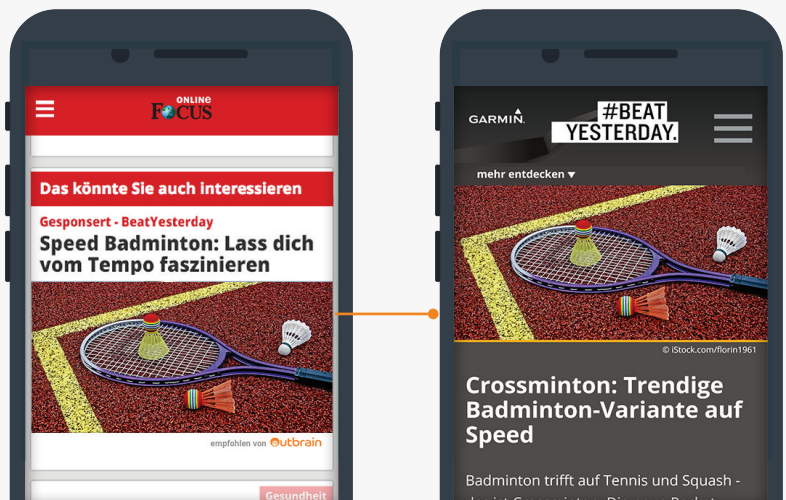 ONLINE
FOCUS
Das könnte Sie auch interessieren
Gesponsert - BeatYesterday
Speed Badminton: Lass dich
vom Tempo faszinieren
empfohlen von Outbrain
Gesundheit
GARMIN.
#BEAT
YESTERDAY.
mehr entdecken ▼
© iStock.com/florin1961
Crossminton: Trendige
Badminton-Variante auf
Speed
Badminton trifft auf Tennis und Squash -